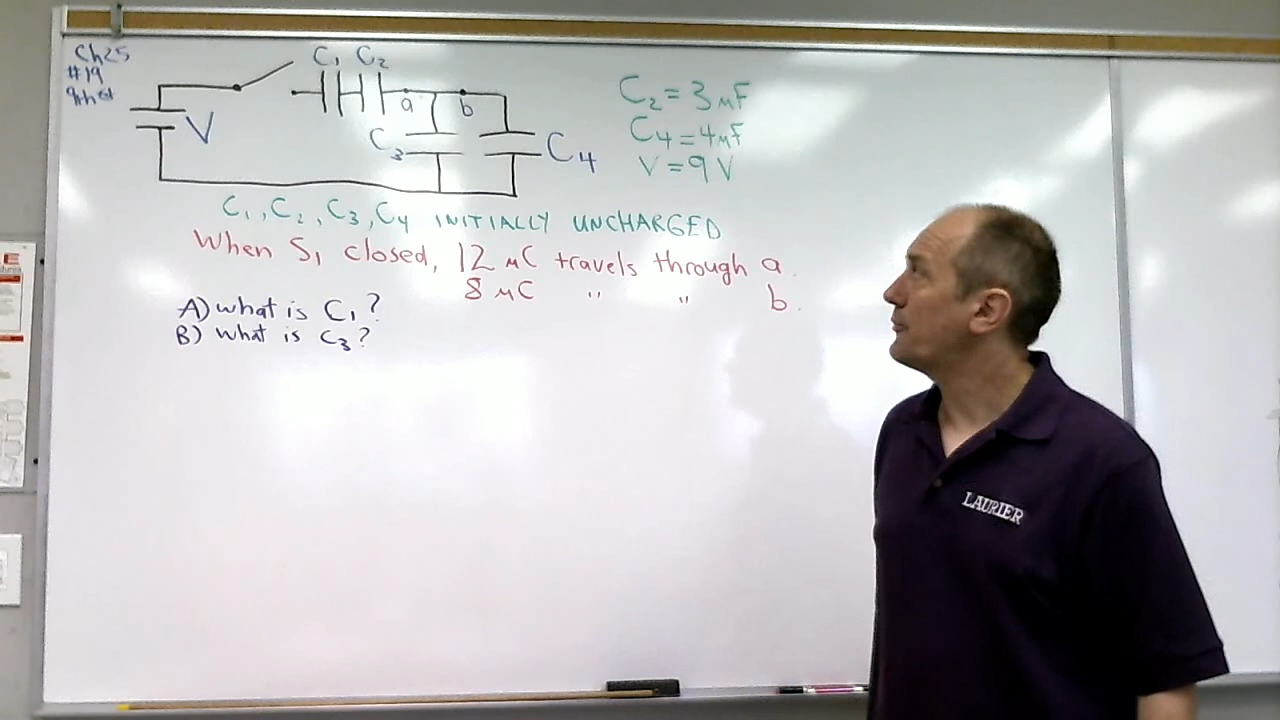 Ch25
#19
9th ed
C₁ C₂
a b
V
C₃
C₄
C₂ = 3 μF
C₄ = 4 μF
V = 9 V
C₁, C₂, C₃, C₄ INITIALLY UNCHARGED
When S₁ closed, 12 μC travels through a.
8 μC " " b.
A) what is C₁?
B) what is C₃?
LAURIER